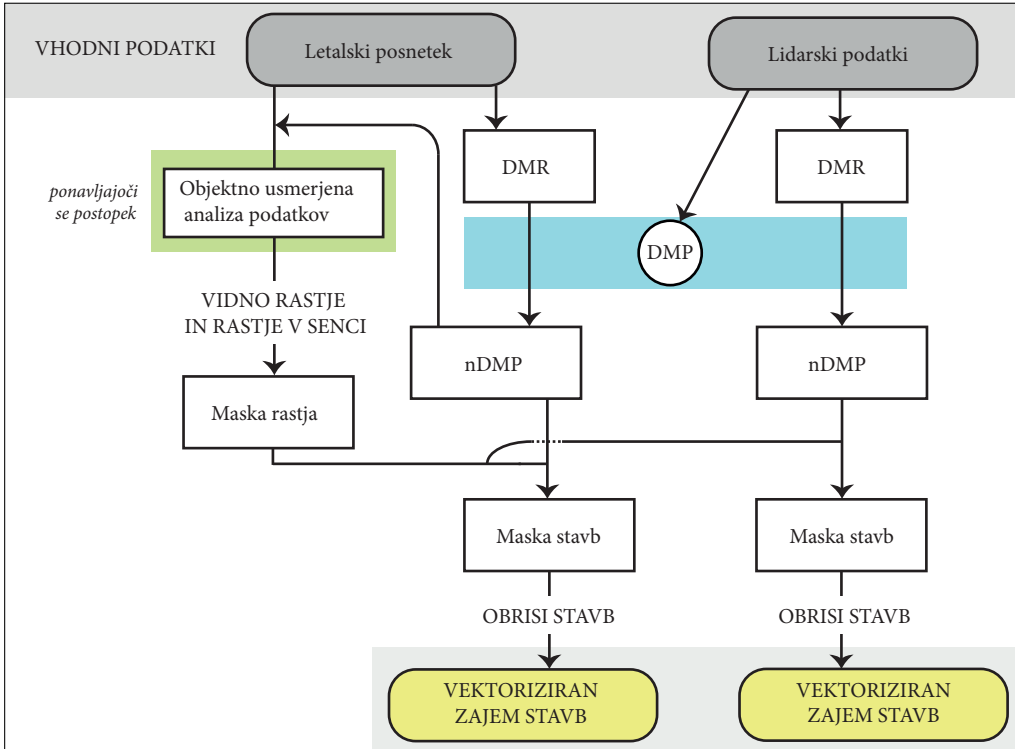 VHODNI PODATKI
Letalski posnetek
Lidarski podatki
DMR
DMR
ponavljajoči
se postopek
Objektno usmerjena
analiza podatkov
DMP
VIDNO RASTJE
IN RASTJE V SENCI
nDMP
nDMP
Maska rastja
Maska stavb
Maska stavb
OBRISI STAVB
OBRISI STAVB
VEKTORIZIRAN
ZAJEM STAVB
VEKTORIZIRAN
ZAJEM STAVB